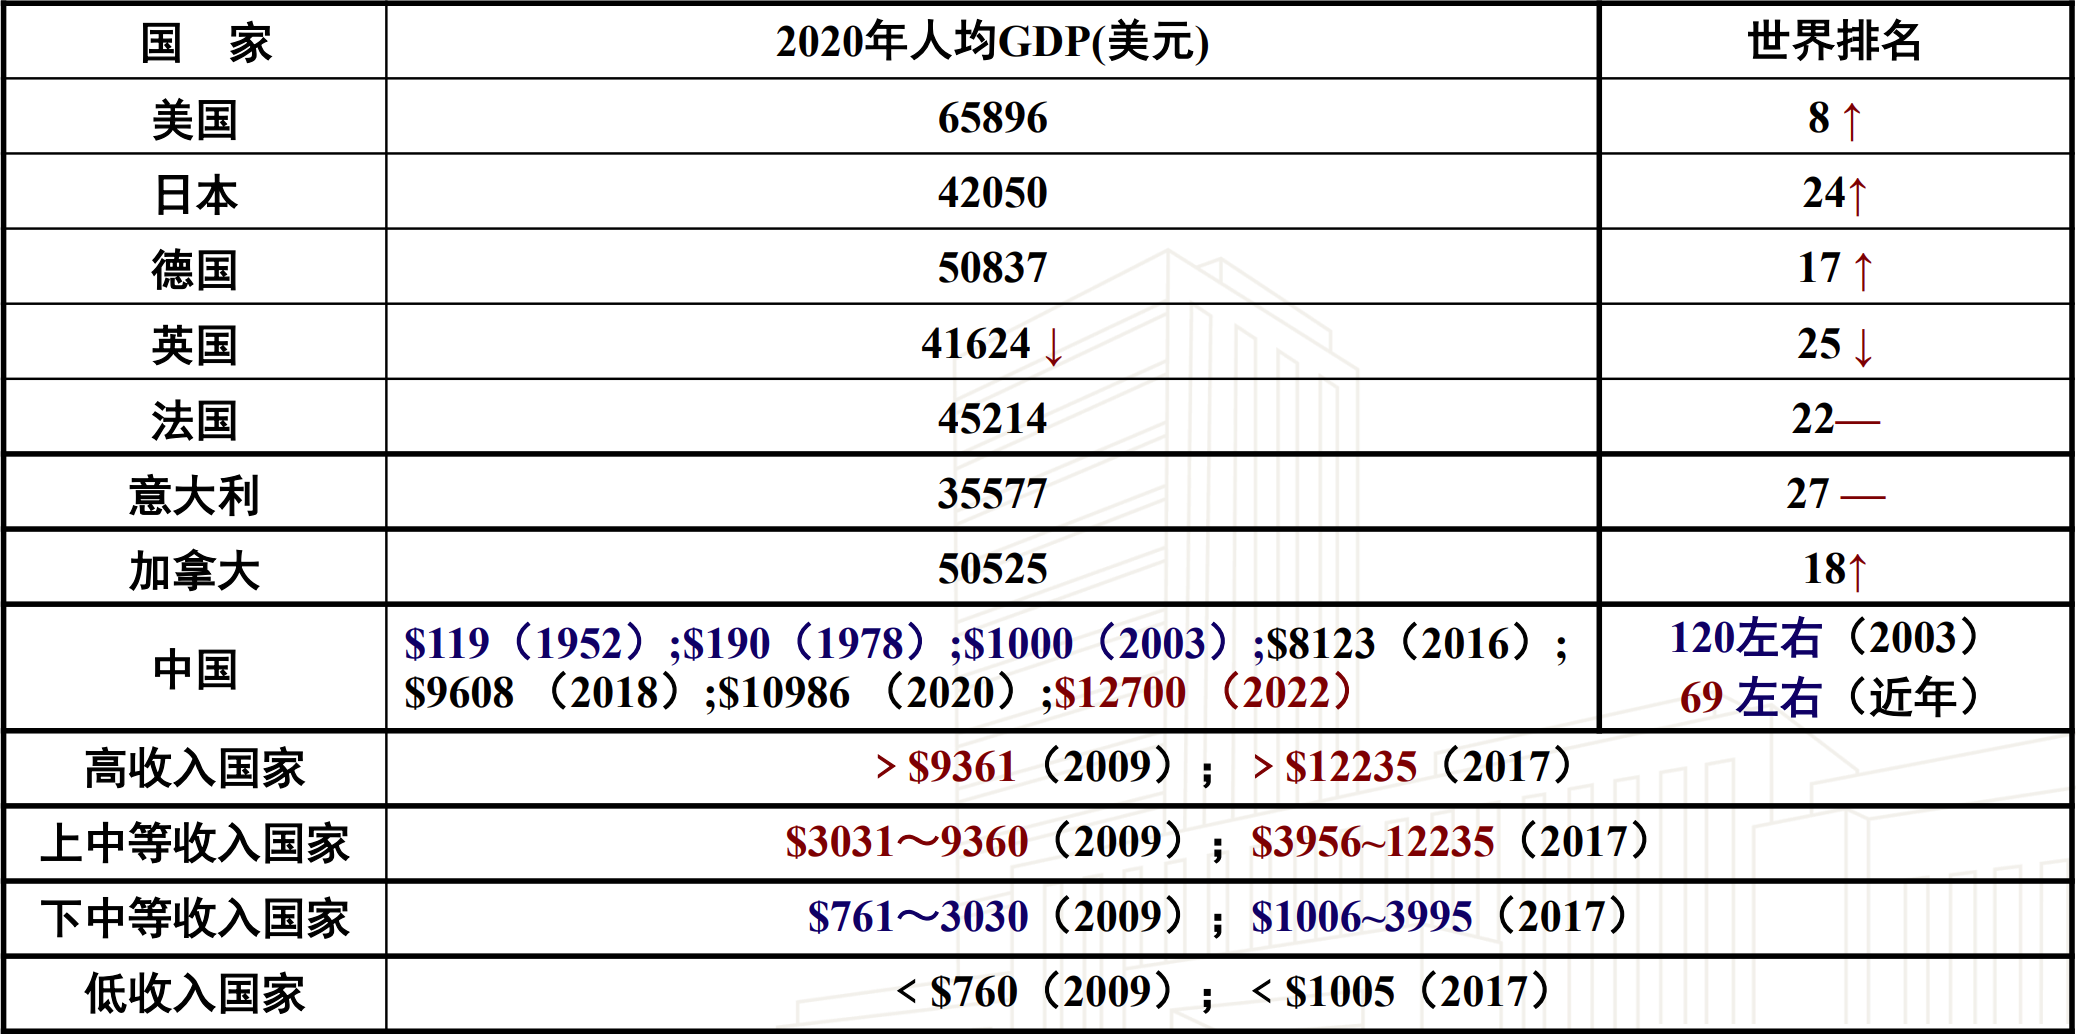 国 家 2020年人均GDP(美元) 世界排名
美国 65896 8 ↑
日本 42050 24↑
德国 50837 17 ↑
英国 41624 ↓ 25 ↓
法国 45214 22—
意大利 35577 27 —
加拿大 50525 18↑
中国
$119（1952）;$190（1978）;$1000（2003）;$8123（2016）;
$9608 （2018）;$10986 （2020）;$12700 （2022）
120左右（2003）
69 左右（近年）
高收入国家 > $9361（2009）； > $12235（2017）
上中等收入国家 $3031～9360（2009）；$3956~12235（2017）
下中等收入国家 $761～3030（2009）；$1006~3995（2017）
低收入国家 < $760（2009）； < $1005（2017）